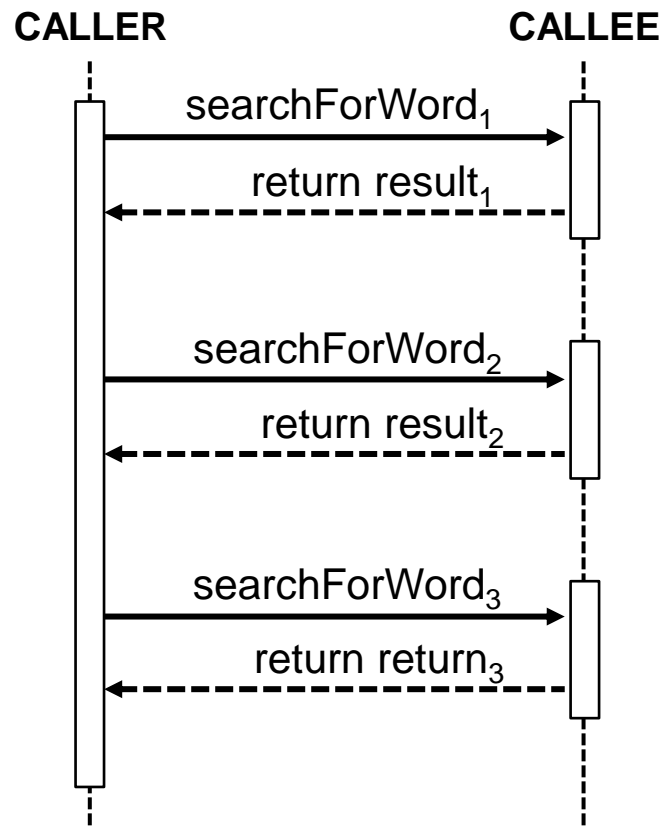 CALLER CALLEE
searchForWord₁
return result₁
searchForWord₂
return result₂
searchForWord₃
return return₃